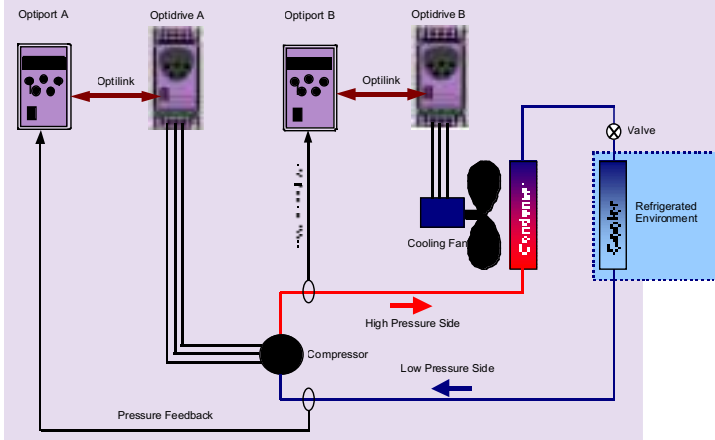 Optiport A
Optidrive A
Optiport B
Optidrive B
Optilink
Optilink
Valve
Refrigerated
Environment
Condenser
Cooler
Cooling Fan
High Pressure Side
Compressor
Low Pressure Side
Pressure Feedback